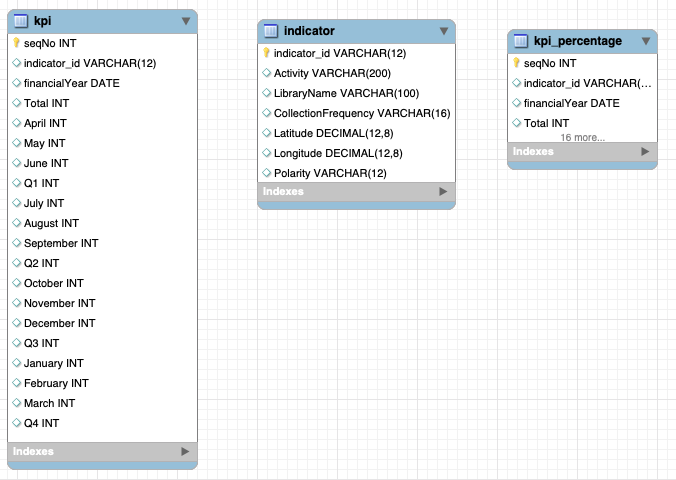 kpi
seqNo INT
indicator_id VARCHAR(12)
financialYear DATE
Total INT
April INT
May INT
June INT
Q1 INT
July INT
August INT
September INT
Q2 INT
October INT
November INT
December INT
Q3 INT
January INT
February INT
March INT
Q4 INT
Indexes
indicator
indicator_id VARCHAR(12)
Activity VARCHAR(200)
LibraryName VARCHAR(100)
CollectionFrequency VARCHAR(16)
Latitude DECIMAL(12,8)
Longitude DECIMAL(12,8)
Polarity VARCHAR(12)
Indexes
kpi_percentage
seqNo INT
indicator_id VARCHAR(...
financialYear DATE
Total INT
16 more...
Indexes